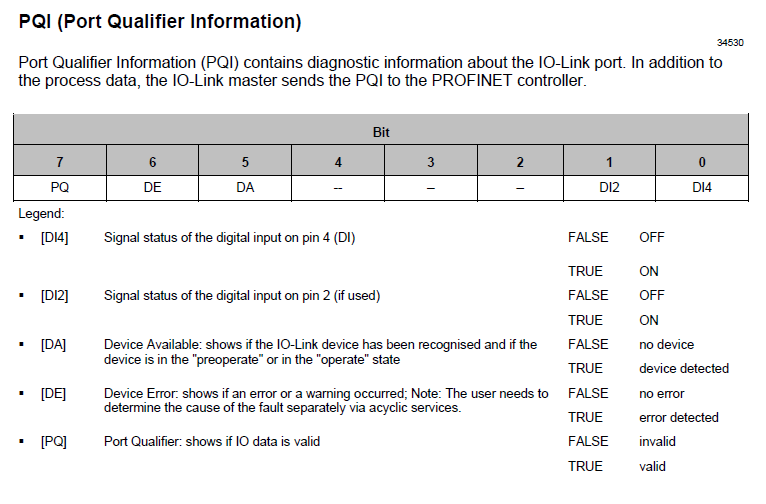 PQI (Port Qualifier Information)
34530
Port Qualifier Information (PQI) contains diagnostic information about the IO-Link port. In addition to
the process data, the IO-Link master sends the PQI to the PROFINET controller.
Bit
7 6 5 4 3 2 1 0
PQ DE DA -- – – DI2 DI4
Legend:
▪ [DI4] Signal status of the digital input on pin 4 (DI) FALSE OFF
TRUE ON
▪ [DI2] Signal status of the digital input on pin 2 (if used) FALSE OFF
TRUE ON
▪ [DA] Device Available: shows if the IO-Link device has been recognised and if the FALSE no device
device is in the "preoperate" or in the "operate" state
TRUE device detected
▪ [DE] Device Error: shows if an error or a warning occurred; Note: The user needs to FALSE no error
determine the cause of the fault separately via acyclic services.
TRUE error detected
▪ [PQ] Port Qualifier: shows if IO data is valid FALSE invalid
TRUE valid